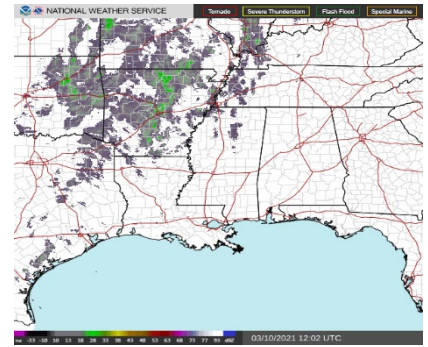 NATIONAL WEATHER SERVICE
Tornado
Severe Thunderstorm
Flash Flood
Special Marine
03/10/2021 12:02 UTC